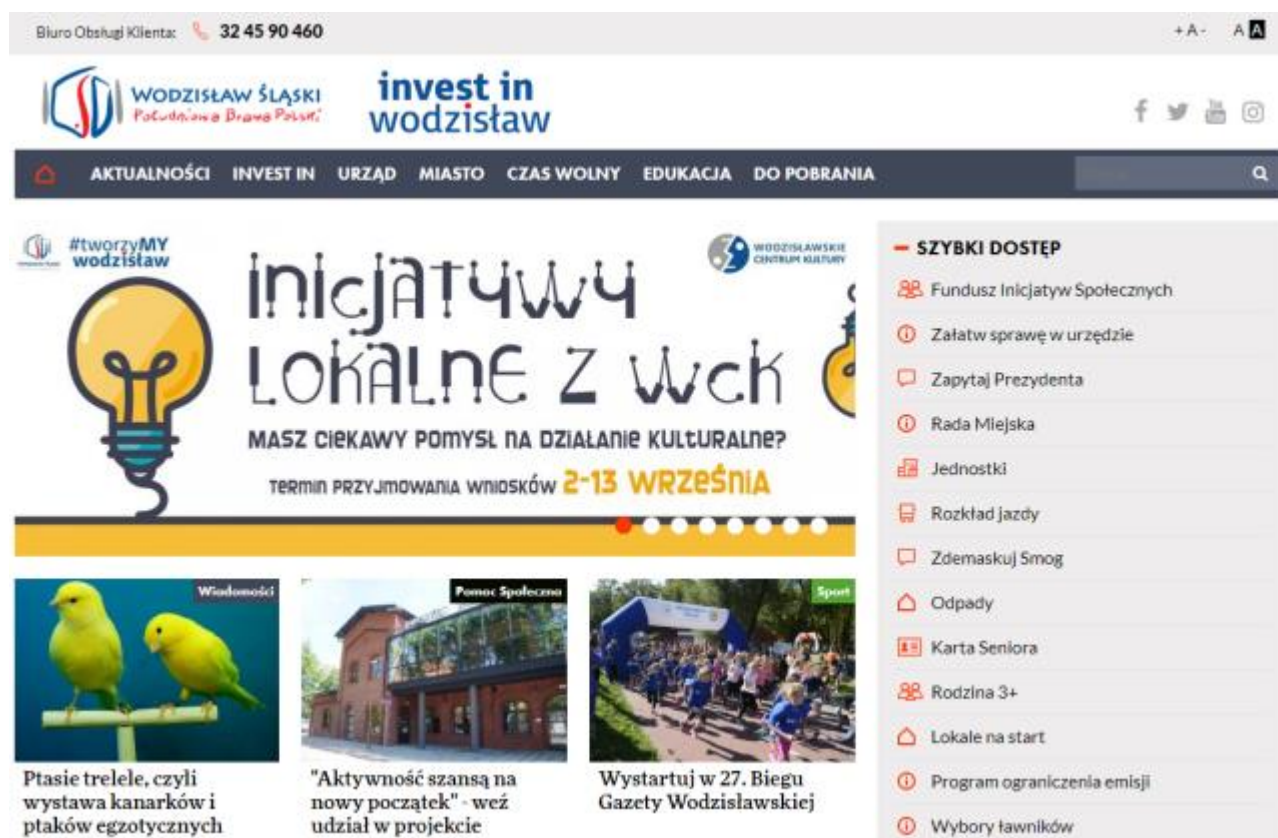 Biuro Obsługi Klienta: 32 45 90 460
+ A - A A
WODZISŁAW ŚLĄSKI
Południowa Brama Polski
invest in
wodzisław
AKTUALNOŚCI INVEST IN URZĄD MIASTO CZAS WOLNY EDUKACJA DO POBRANIA
#tworzyMY
wodzisław
WODZISŁAWSKIE
CENTRUM KULTURY
INICJATYWY
LOKALNE Z WCK
MASZ CIEKAWY POMYSŁ NA DZIAŁANIE KULTURALNE?
TERMIN PRZYJMOWANIA WNIOSKÓW 2-13 WRZEŚNIA
Wiadomości
Ptasie trelele, czyli
wystawa kanarków i
ptaków egzotycznych
Pomoc Społeczna
"Aktywność szansą na
nowy początek" - weź
udział w projekcie
Sport
Wystartuj w 27. Biegu
Gazety Wodzisławskiej
SZYBKI DOSTĘP
Fundusz Inicjatyw Społecznych
Załatw sprawę w urzędzie
Zapytaj Prezydenta
Rada Miejska
Jednostki
Rozkład jazdy
Zdemaskuj Smog
Odpady
Karta Seniora
Rodzina 3+
Lokale na start
Program ograniczenia emisji
Wybory ławników